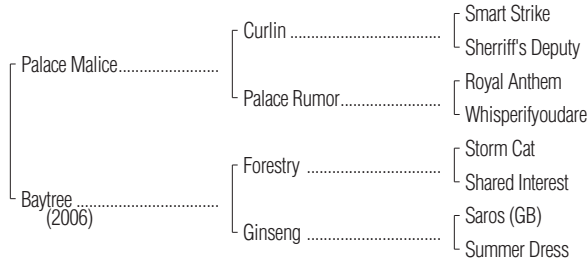 Smart Strike
Curlin
Sherriff's Deputy
Palace Malice
Royal Anthem
Palace Rumor
Whisperifyoudare
Storm Cat
Forestry
Shared Interest
Baytree
(2006)
Saros (GB)
Ginseng
Summer Dress